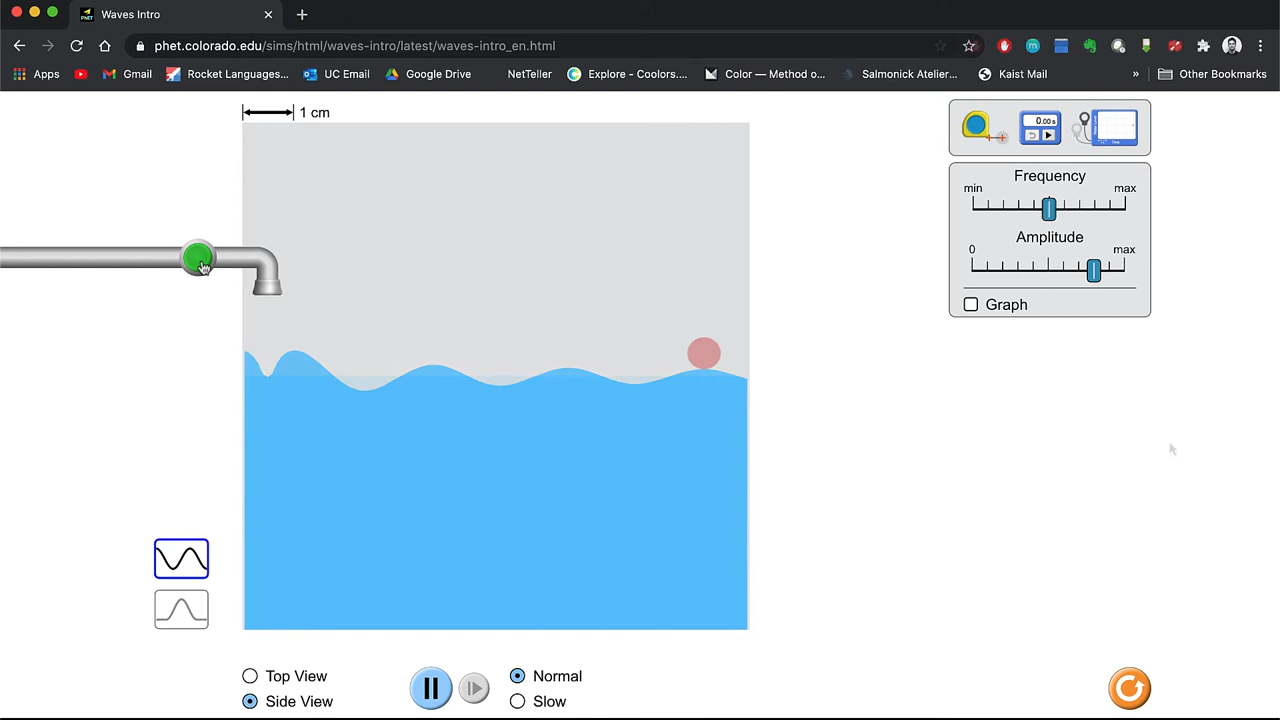 Waves Intro
phet.colorado.edu/sims/html/waves-intro/latest/waves-intro_en.html
Apps Gmail Rocket Languages... UC Email Google Drive NetTeller Explore - Coolors.... Color — Method o... Salmonick Atelier... Kaist Mail » Other Bookmarks
1 cm
0.00 s
Frequency
min max
Amplitude
0 max
Graph
Top View
Side View
Normal
Slow